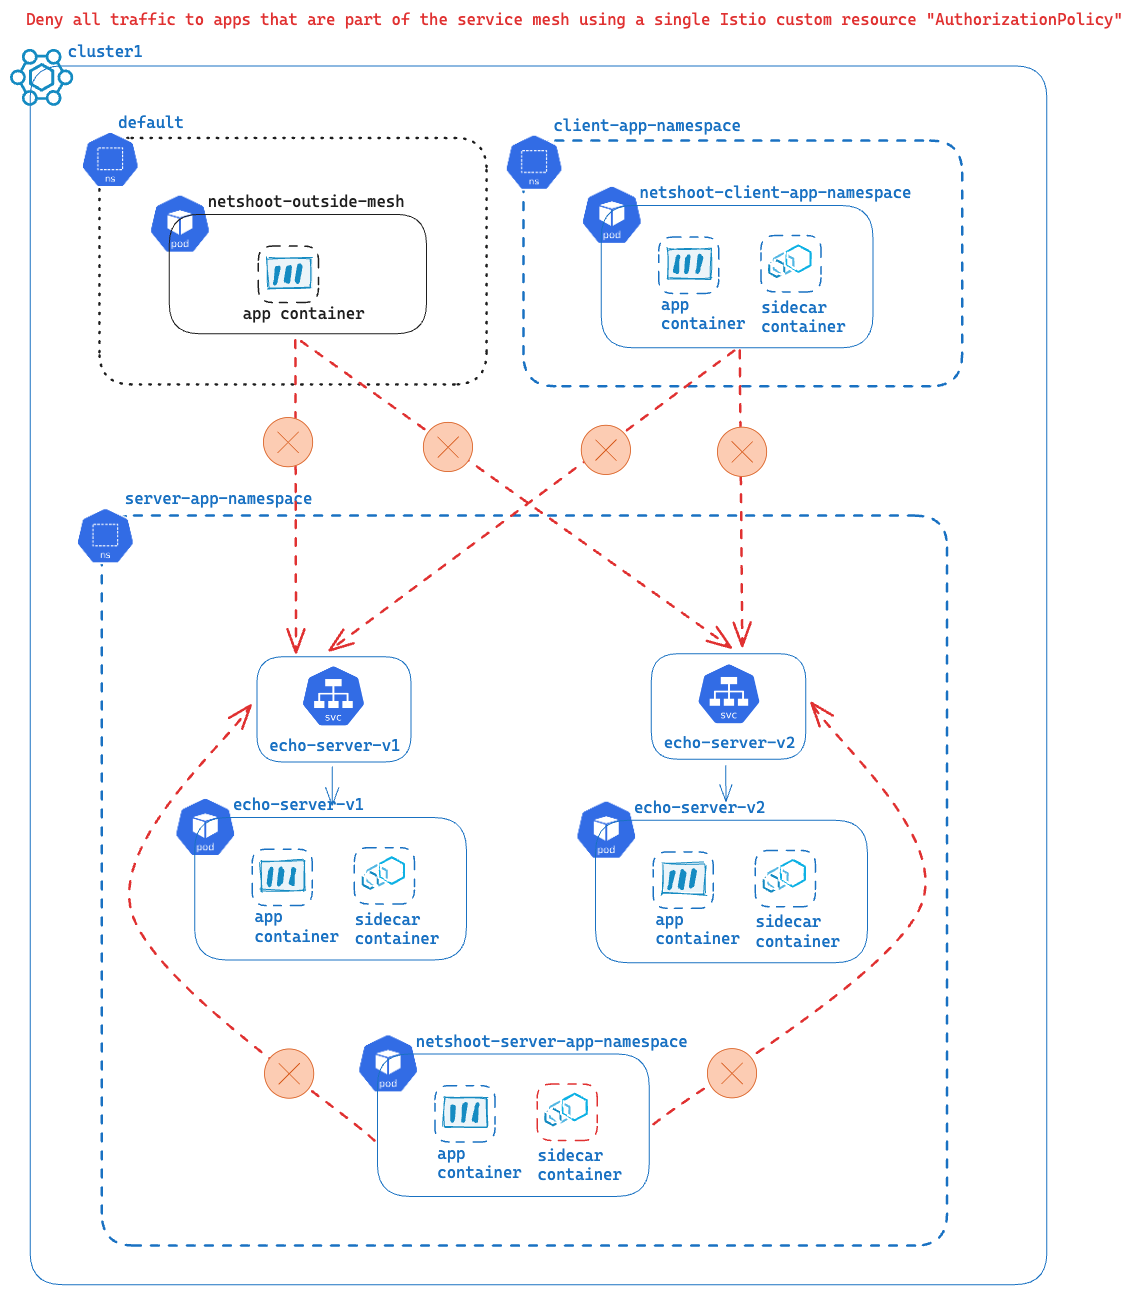 Deny all traffic to apps that are part of the service mesh using a single Istio custom resource "AuthorizationPolicy"
cluster1
default
ns
netshoot-outside-mesh
pod
app container
client-app-namespace
ns
netshoot-client-app-namespace
pod
app
container
sidecar
container
server-app-namespace
ns
svc
echo-server-v1
svc
echo-server-v2
echo-server-v1
pod
app
container
sidecar
container
echo-server-v2
pod
app
container
sidecar
container
netshoot-server-app-namespace
pod
app
container
sidecar
container